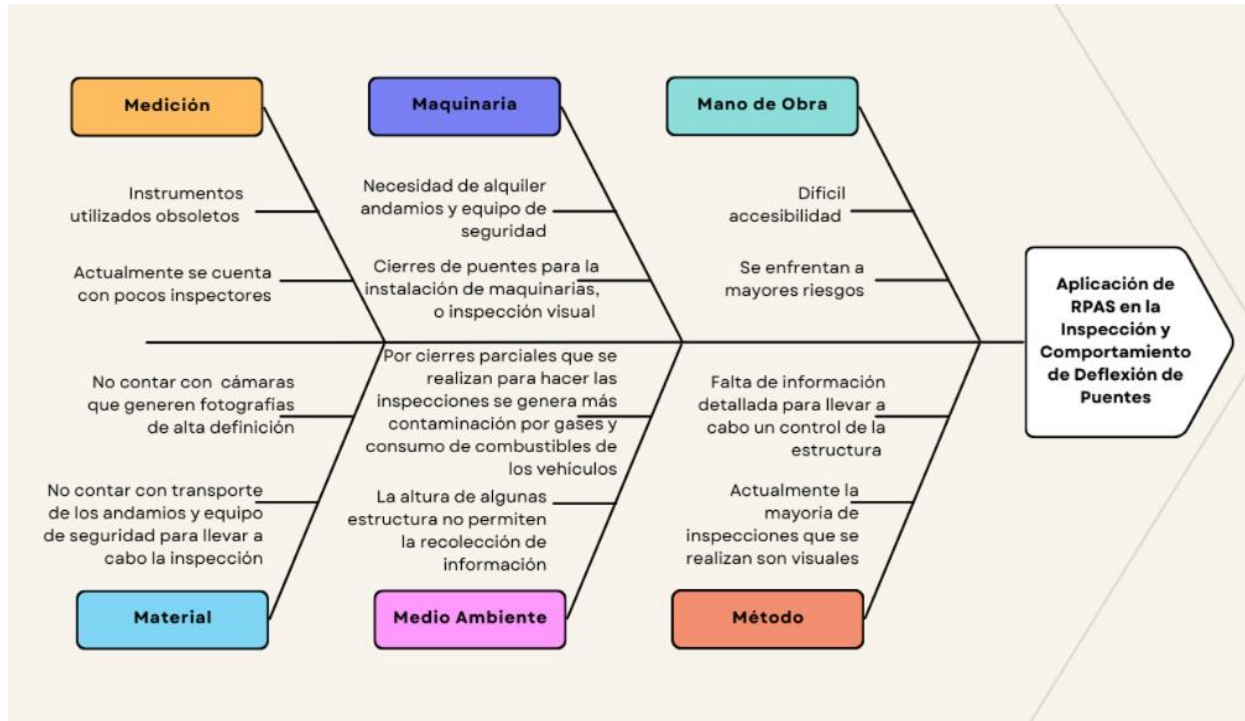 Medición
Instrumentos
utilizados obsoletos
Actualmente se cuenta
con pocos inspectores
Maquinaria
Necesidad de alquiler
andamios y equipo de
seguridad
Cierres de puentes para la
instalación de maquinarias,
o inspección visual
Mano de Obra
Dificil
accesibilidad
Se enfrentan a
mayores riesgos
Aplicación de
RPAS en la
Inspección y
Comportamiento
de Deflexión de
Puentes
No contar con cámaras
que generen fotografias
de alta definición
No contar con transporte
de los andamios y equipo
de seguridad para llevar a
cabo la inspección
Material
Por cierres parciales que se
realizan para hacer las
inspecciones se genera más
contaminación por gases y
consumo de combustibles de
los vehículos
La altura de algunas
estructura no permiten
la recolección de
información
Medio Ambiente
Falta de información
detallada para llevar a
cabo un control de la
estructura
Actualmente la
mayoría de
inspecciones que se
realizan son visuales
Método